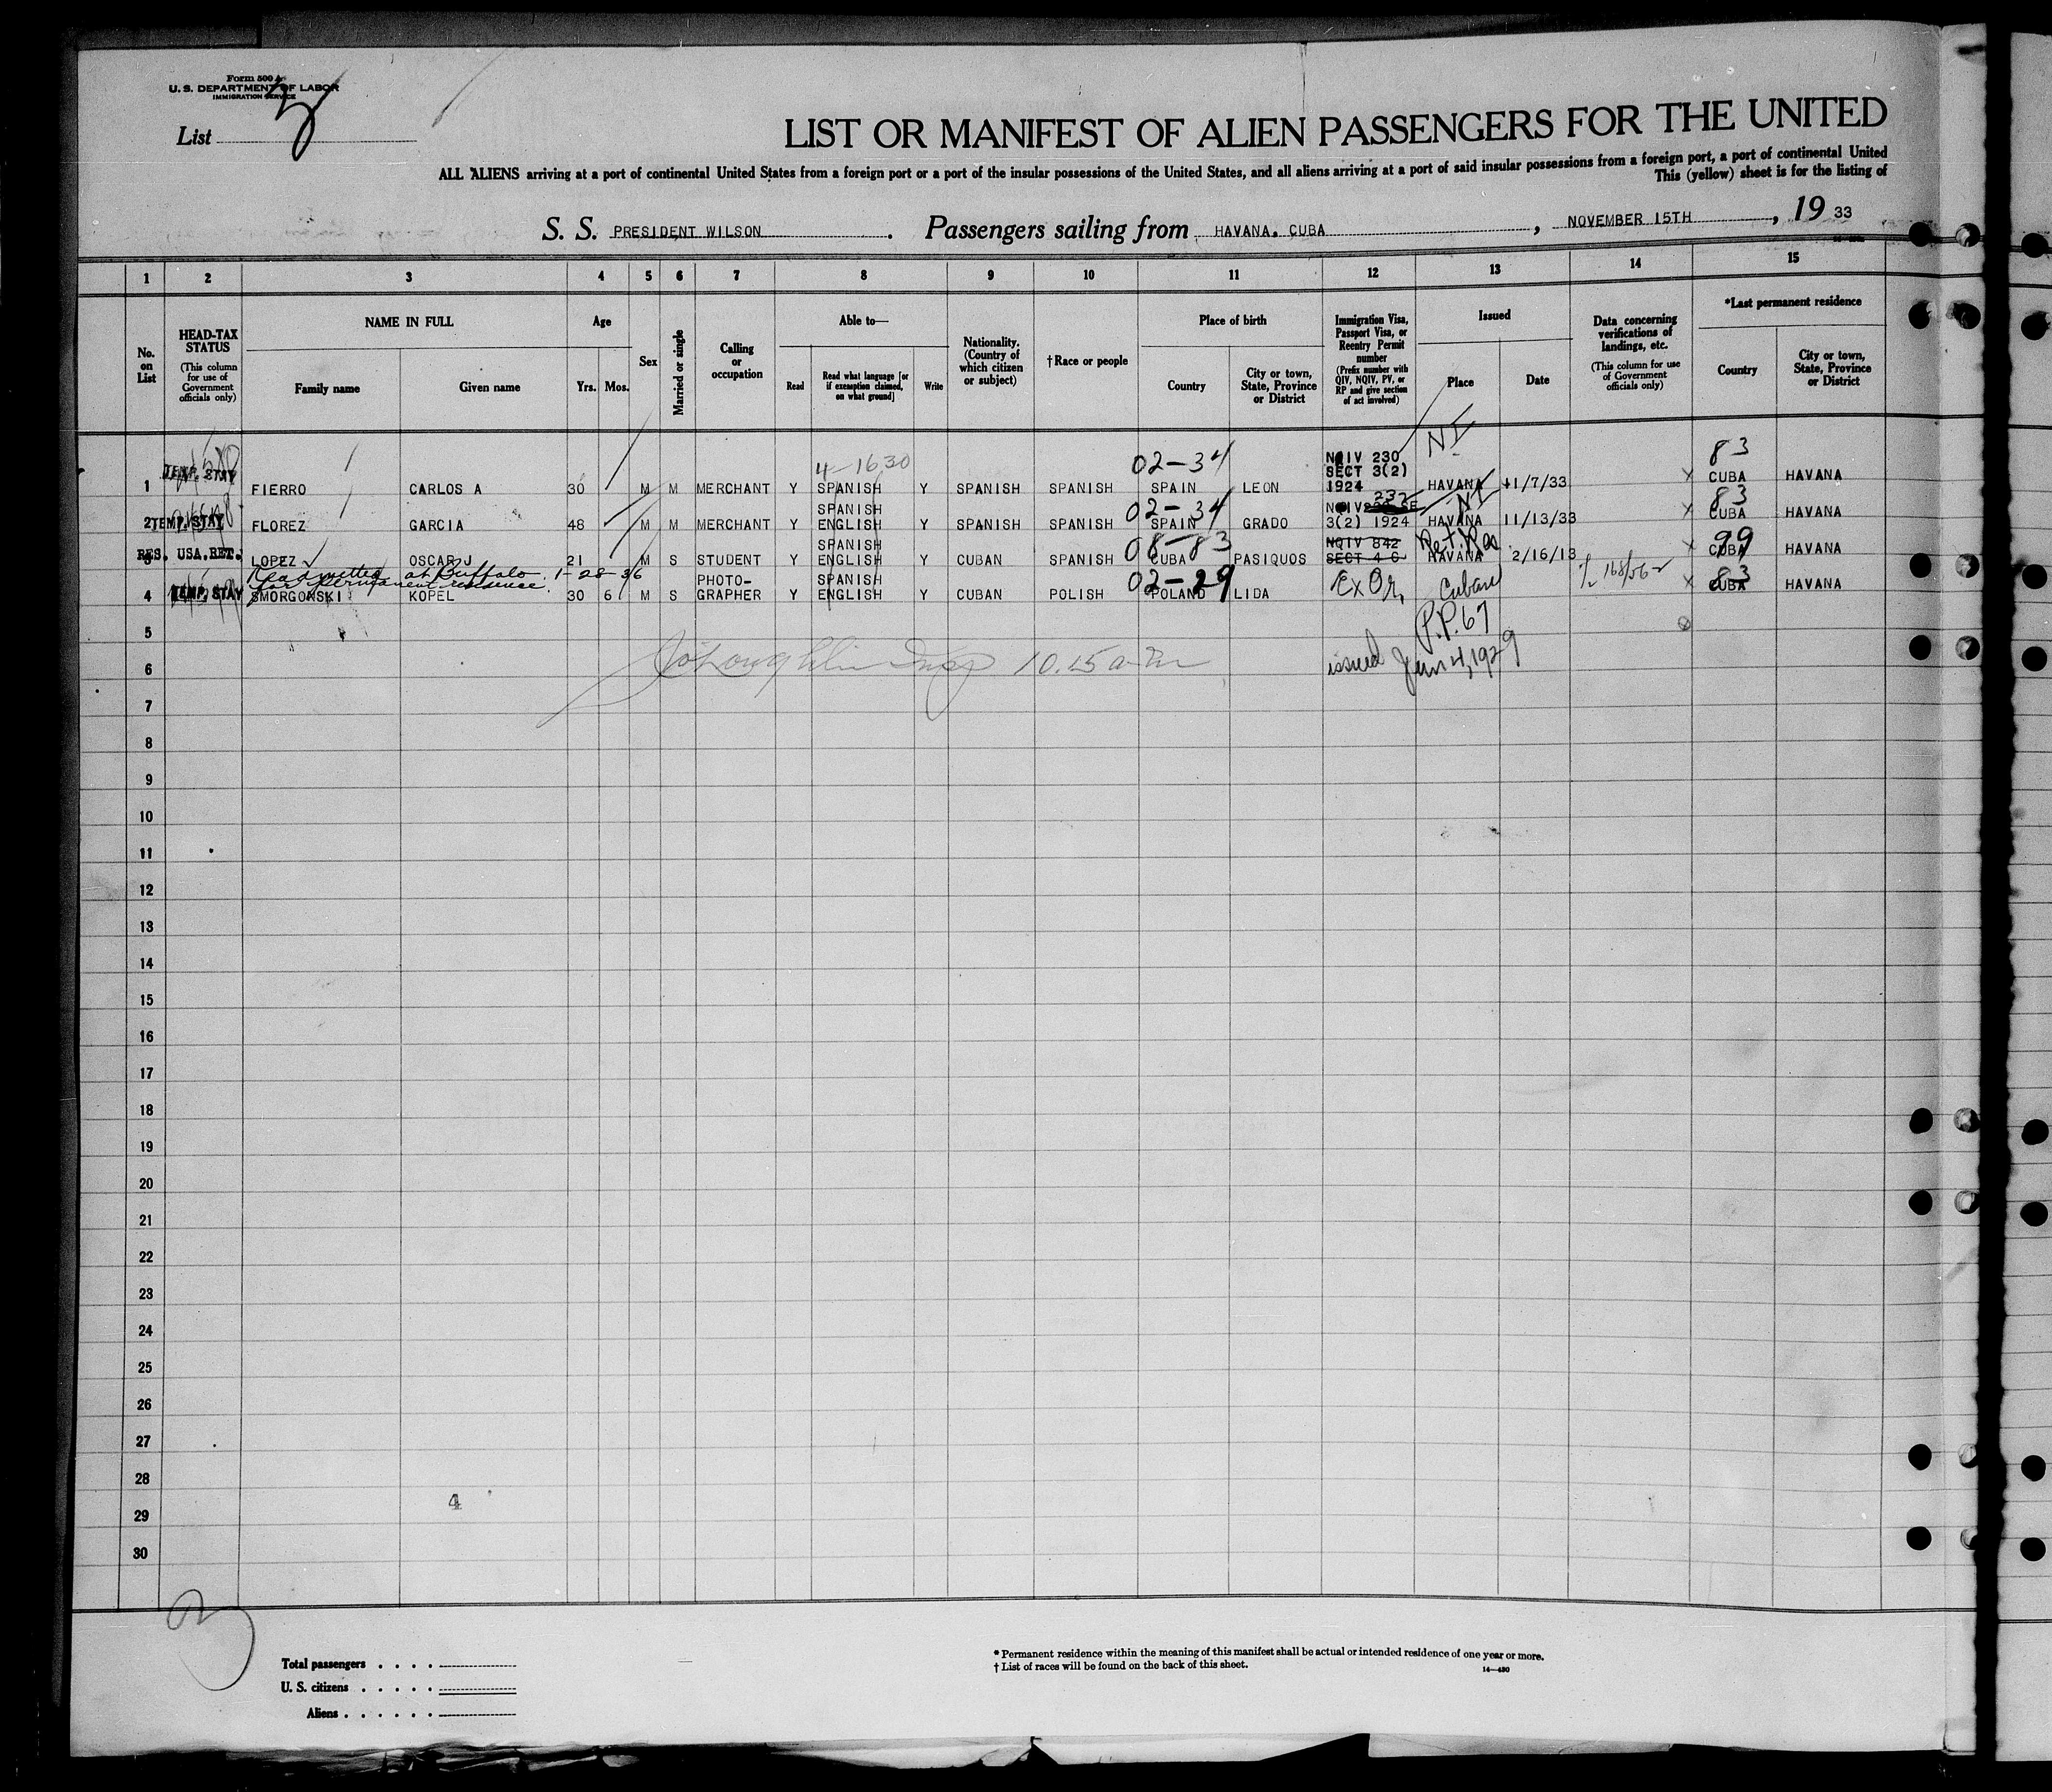 Form 500 A
U. S. DEPARTMENT OF LABOR
IMMIGRATION SERVICE
List 3
LIST OR MANIFEST OF ALIEN PASSENGERS FOR THE UNITED
ALL ALIENS arriving at a port of continental United States from a foreign port or a port of the insular possessions of the United States, and all aliens arriving at a port of said insular possessions from a foreign port, a port of continental United
This (yellow) sheet is for the listing of
S. S. PRESIDENT WILSON. Passengers sailing from HAVANA. CUBA, NOVEMBER 15TH, 19 33
1 2 3 4 5 6 7 8 9 10 11 12 13 14 15
No. on List
HEAD-TAX STATUS
(This column for use of Government officials only)
NAME IN FULL
Family name
Given name
Age
Yrs. Mos.
Sex
Married or single
Calling or occupation
Able to—
Read
Read what language [or if exemption claimed, on what ground]
Write
Nationality. (Country of which citizen or subject)
†Race or people
Place of birth
Country
City or town, State, Province or District
Immigration Visa, Passport Visa, or Reentry Permit number
(Prefix number with QIV, NQIV, PV, or RP and give section of act involved)
Issued
Place
Date
Data concerning verifications of landings, etc.
(This column for use of Government officials only)
*Last permanent residence
Country
City or town, State, Province or District
4-1630 02-34 NI 83
1 TEMP. STAY FIERRO CARLOS A 30 M M MERCHANT Y SPANISH Y SPANISH SPANISH SPAIN LEON NQIV 230 SECT 3(2) 1924 HAVANA 11/7/33 X CUBA HAVANA
02-34 232 NI 83
2 TEMP. STAY FLOREZ GARCIA 48 M M MERCHANT Y SPANISH ENGLISH Y SPANISH SPANISH SPAIN GRADO NQIV 3(2) 1924 HAVANA 11/13/33 X CUBA HAVANA
08-83 Ret. Res. 99
3 RES. USA. RET. LOPEZ OSCAR J 21 M S STUDENT Y SPANISH ENGLISH Y CUBAN SPANISH CUBA PASIQUOS NQIV 842 SECT 4 HAVANA 2/16/13 X CUBA HAVANA
Readmitted at Buffalo 1-28-36
for permanent residence.
02-29 83
4 TEMP. STAY SMORGONSKI KOPEL 30 6 M S PHOTO-GRAPHER Y SPANISH ENGLISH Y CUBAN POLISH POLAND LIDA Ex Or, Cuban X CUBA HAVANA
P.P. 67
issued Jun 4, 1929
10.15 a m
5
6
7
8
9
10
11
12
13
14
15
16
17
18
19
20
21
22
23
24
25
26
27
28
4
29
30
Total passengers
U. S. citizens
Aliens
* Permanent residence within the meaning of this manifest shall be actual or intended residence of one year or more.
† List of races will be found on the back of this sheet.
14—430